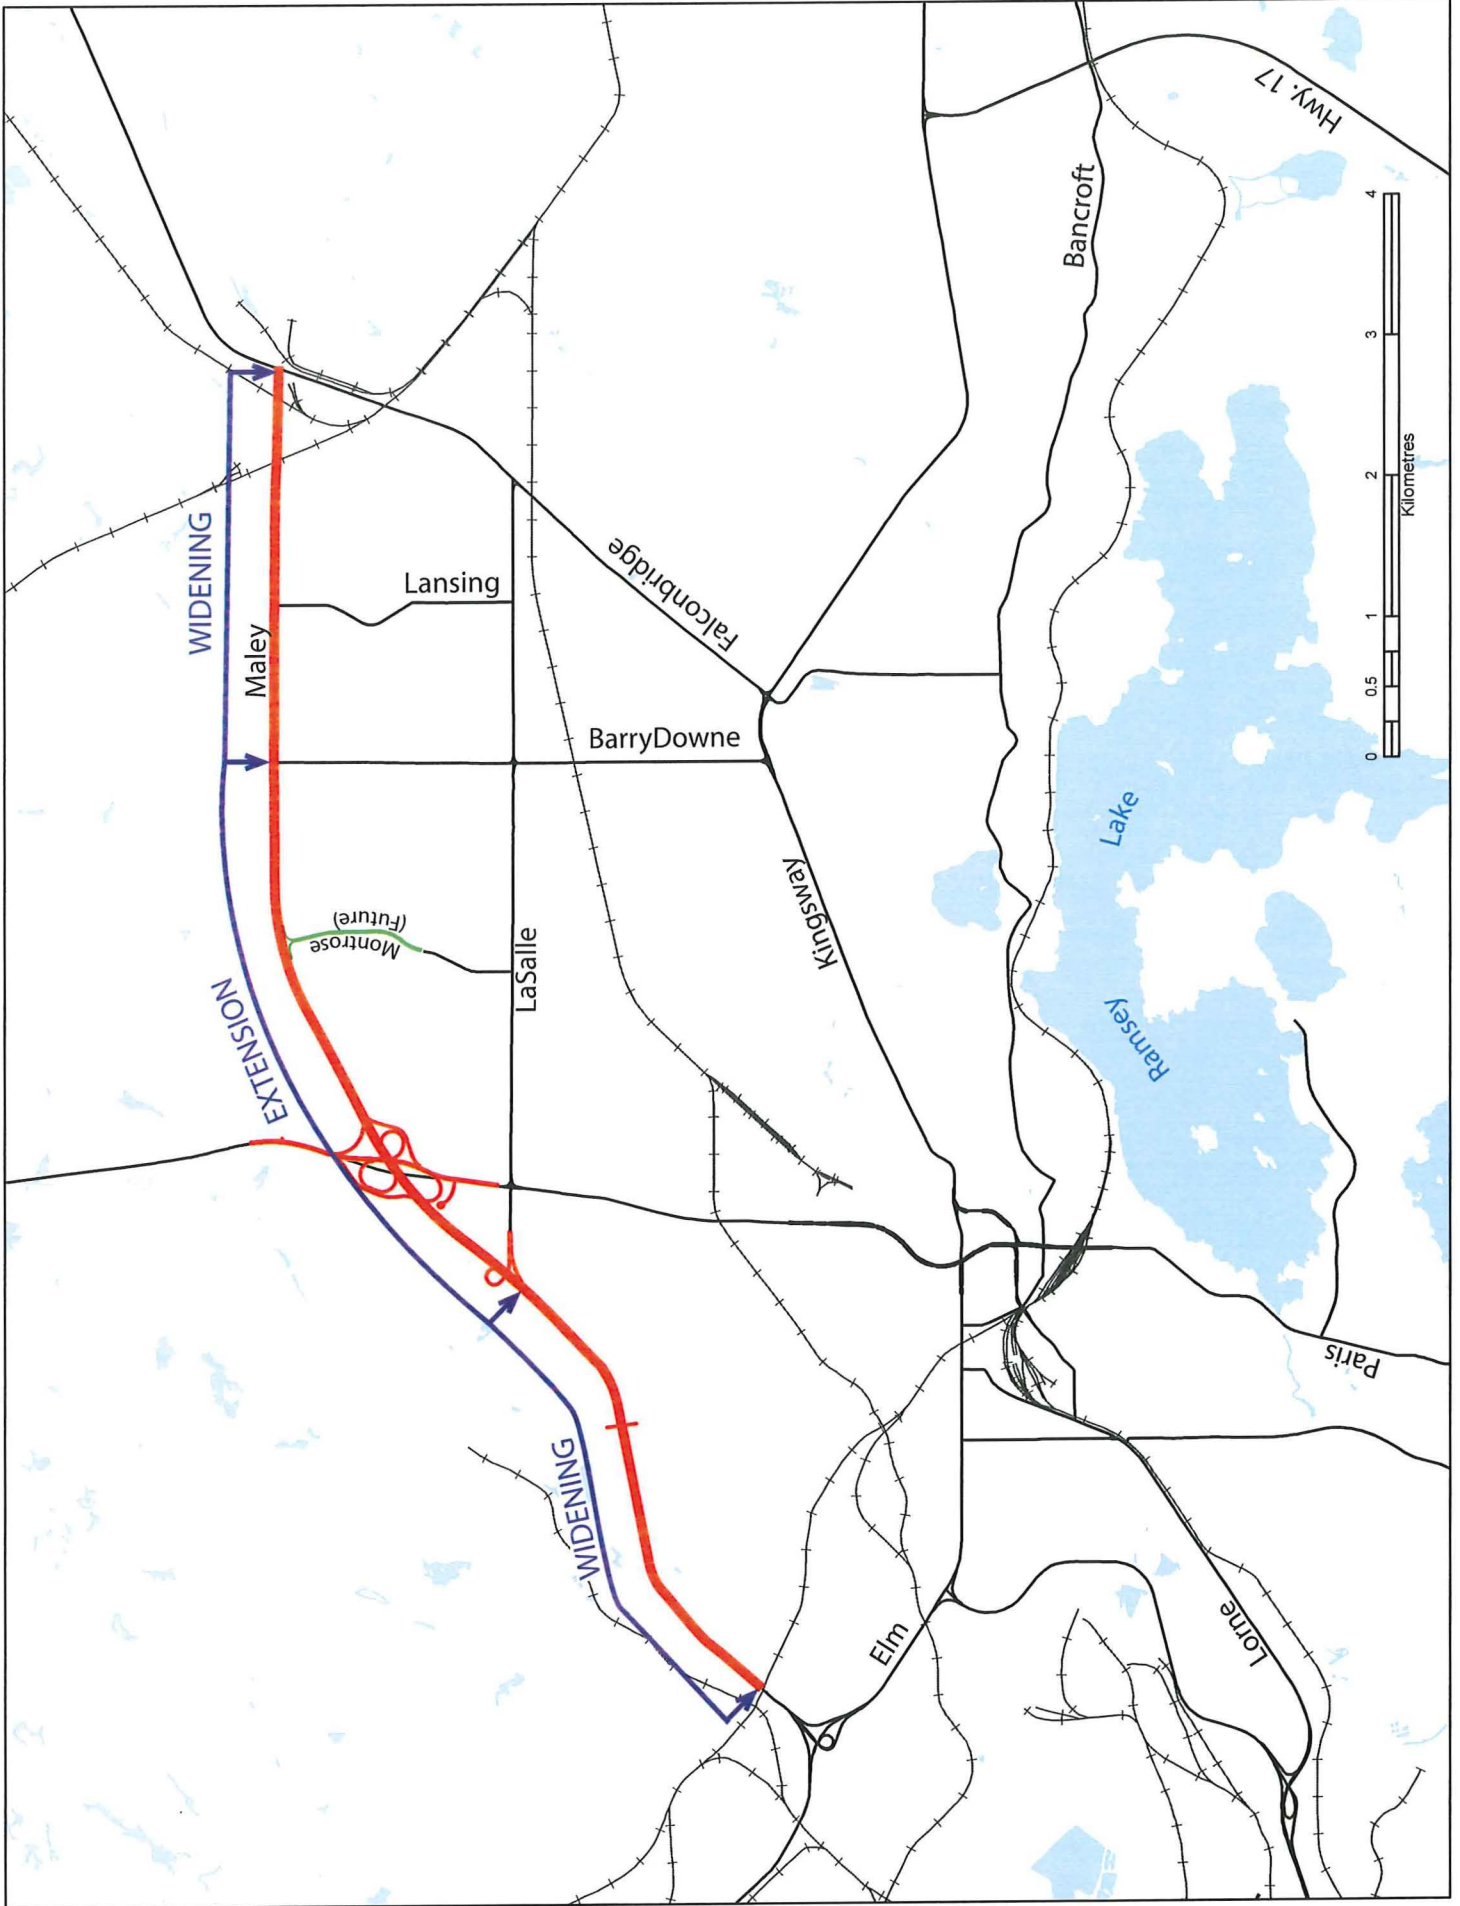 Hwy. 17
Bancroft
4
3
2
1
0.5
0
Kilometres
WIDENING
Maley
Lansing
Falconbridge
BarryDowne
Kingsway
LaSalle
Montrose
(Future)
EXTENSION
Lake
Ramsey
WIDENING
Elm
Lorne
Paris